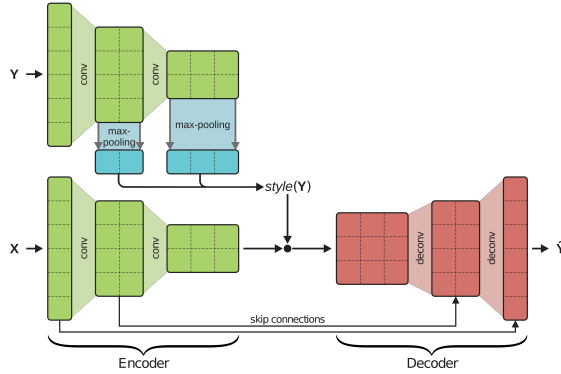 Y
conv
conv
max-
pooling
max-pooling
style(Y)
X
conv
conv
deconv
deconv
Ŷ
skip connections
Encoder
Decoder